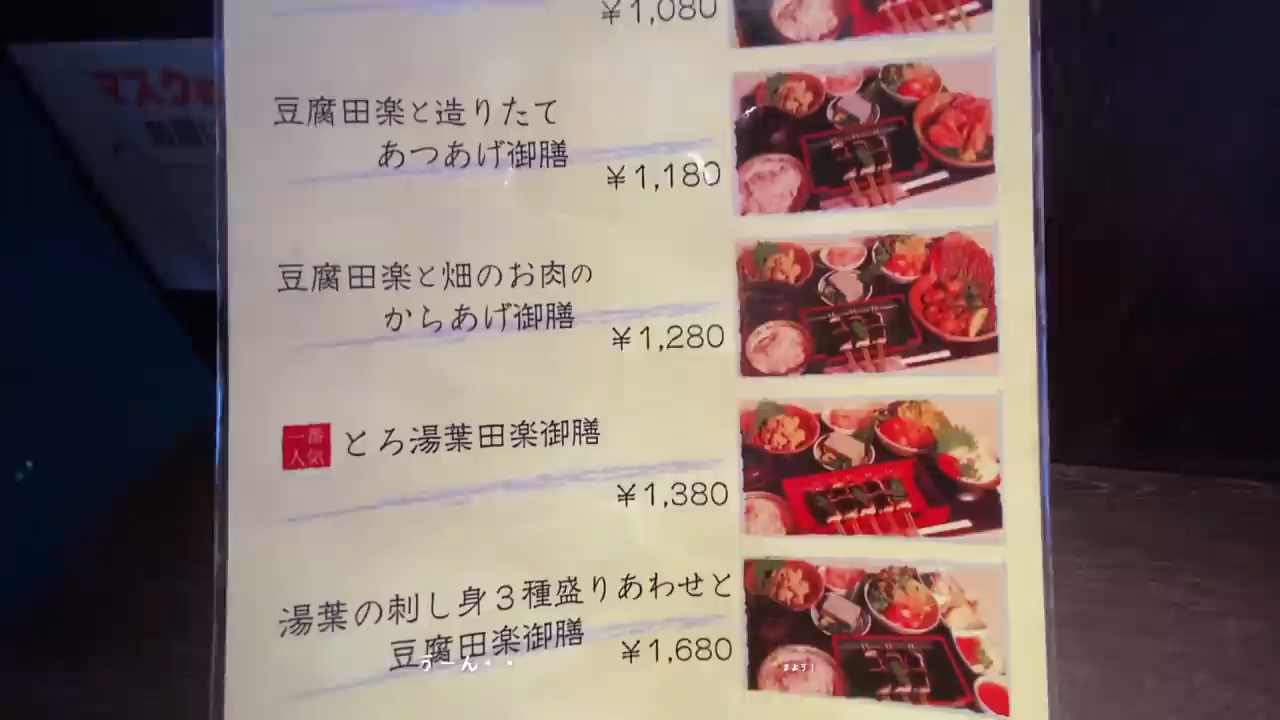 ¥1,080
豆腐田楽と造りたて
あつあげ御膳
¥1,180
豆腐田楽と畑のお肉の
からあげ御膳
¥1,280
一番
人気
とろ湯葉田楽御膳
¥1,380
湯葉の刺し身3種盛りあわせと
豆腐田楽御膳
¥1,680
うーん・・
まよう!